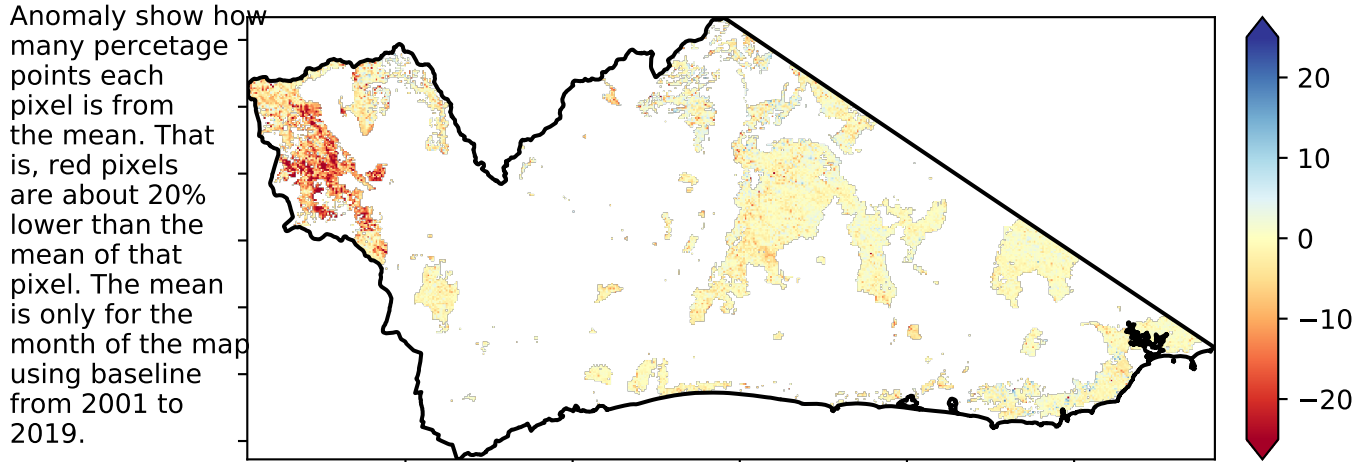 Anomaly show how
many percetage
points each
pixel is from
the mean. That
is, red pixels
are about 20%
lower than the
mean of that
pixel. The mean
is only for the
month of the map
using baseline
from 2001 to
2019.
20
10
0
−10
−20